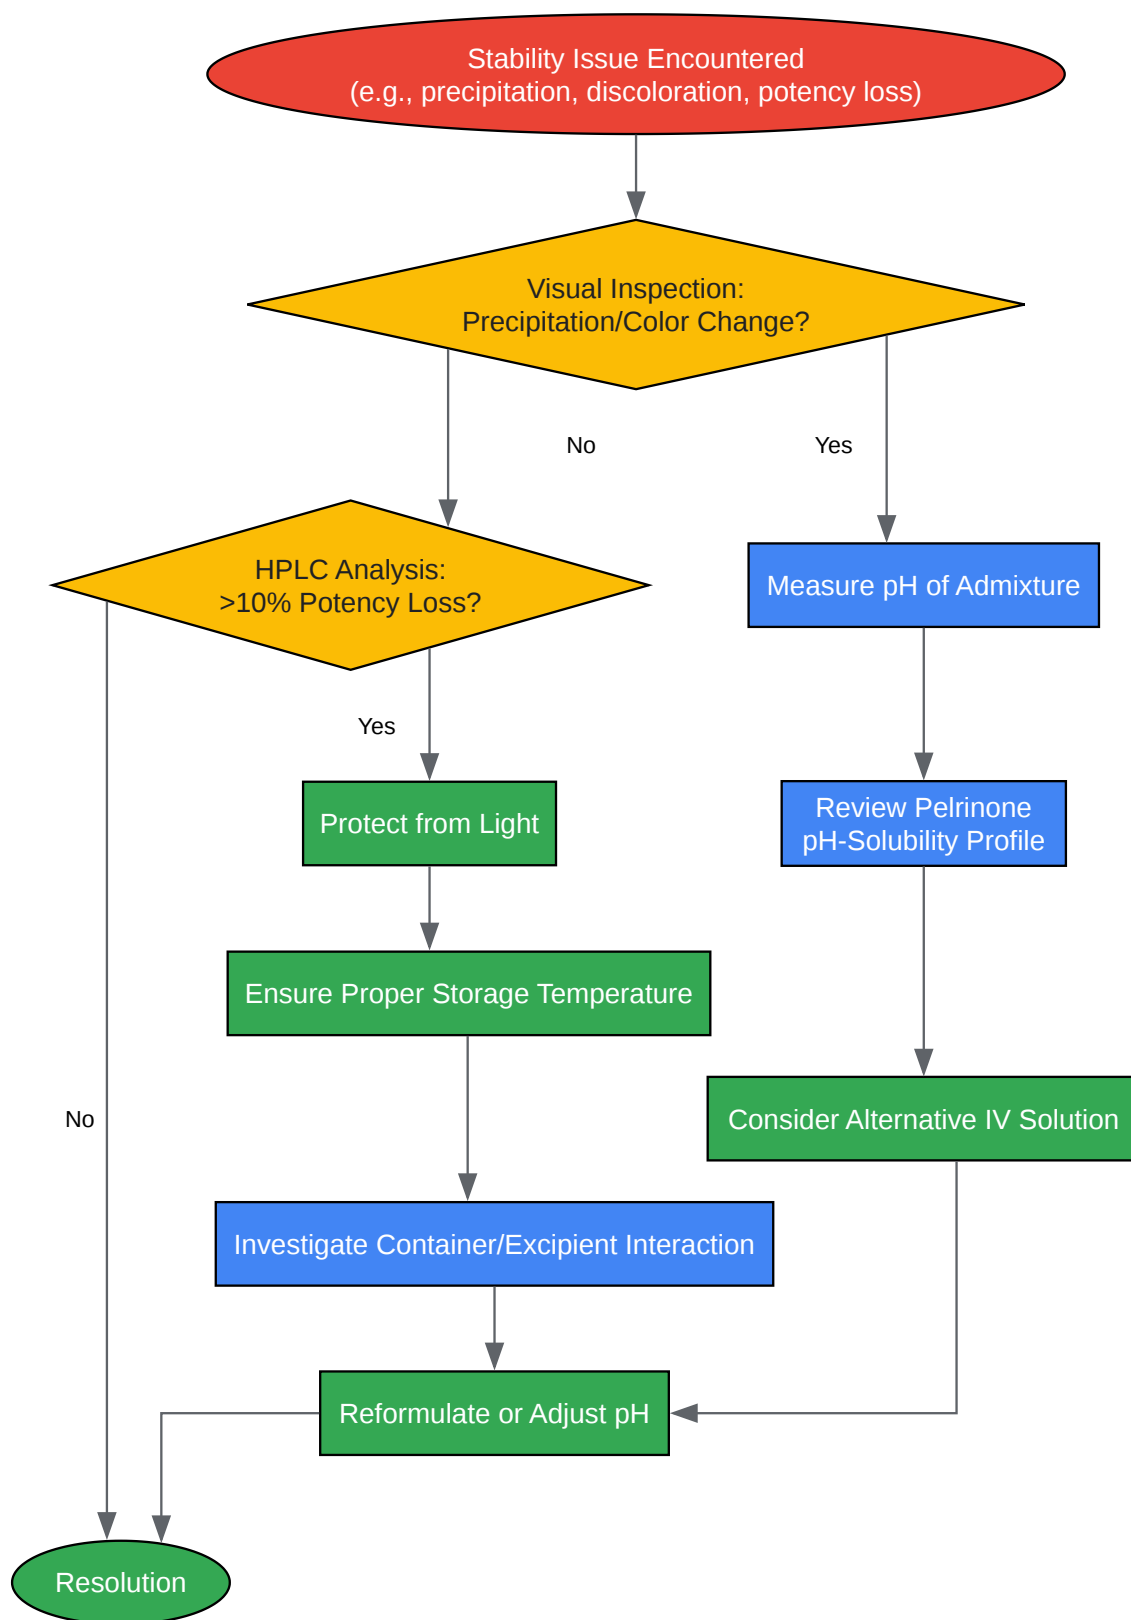 Stability Issue Encountered
(e.g., precipitation, discoloration, potency loss)
Visual Inspection:
Precipitation/Color Change?
No
Yes
HPLC Analysis:
>10% Potency Loss?
Measure pH of Admixture
Yes
Protect from Light
Review Pelrinone
pH-Solubility Profile
Ensure Proper Storage Temperature
No
Consider Alternative IV Solution
Investigate Container/Excipient Interaction
Reformulate or Adjust pH
Resolution